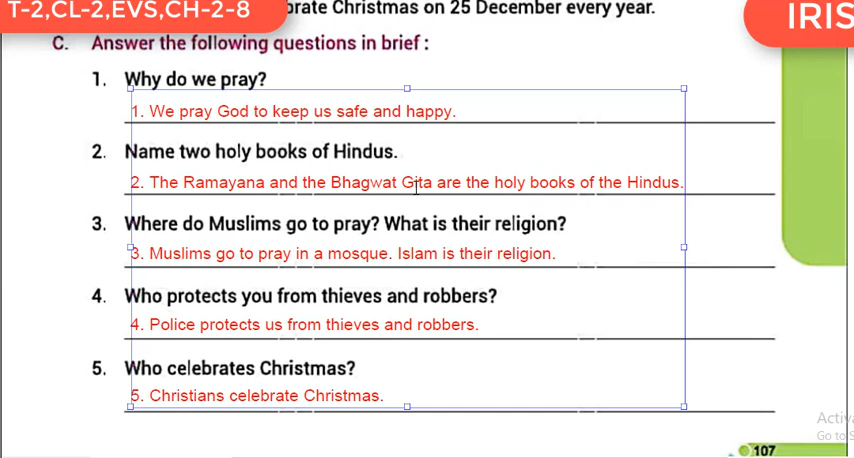 T-2,CL-2,EVS,CH-2-8
brate Christmas on 25 December every year.
IRIS
C. Answer the following questions in brief :
1. Why do we pray?
1. We pray God to keep us safe and happy.
2. Name two holy books of Hindus.
2. The Ramayana and the Bhagwat Gita are the holy books of the Hindus.
3. Where do Muslims go to pray? What is their religion?
3. Muslims go to pray in a mosque. Islam is their religion.
4. Who protects you from thieves and robbers?
4. Police protects us from thieves and robbers.
5. Who celebrates Christmas?
5. Christians celebrate Christmas.
Activa
Go to S
107